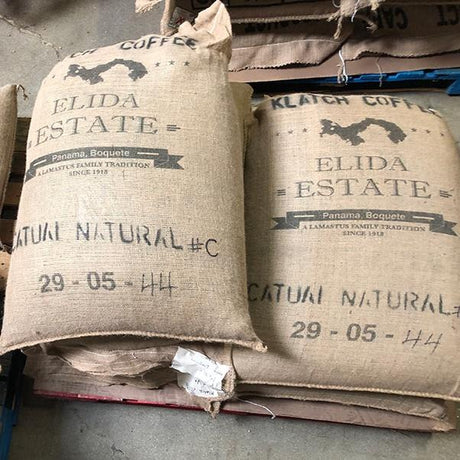 KLATCH COFFEE
ELIDA
ESTATE
Panama, Boquete
A LAMASTUS FAMILY TRADITION
SINCE 1918
CATUAI NATURAL #C
29 - 05 - 44
KLATCH COFFEE
ELIDA
ESTATE
Panama, Boquete
A LAMASTUS FAMILY TRADITION
SINCE 1918
CATUAI NATURAL #
29 - 05 - 44